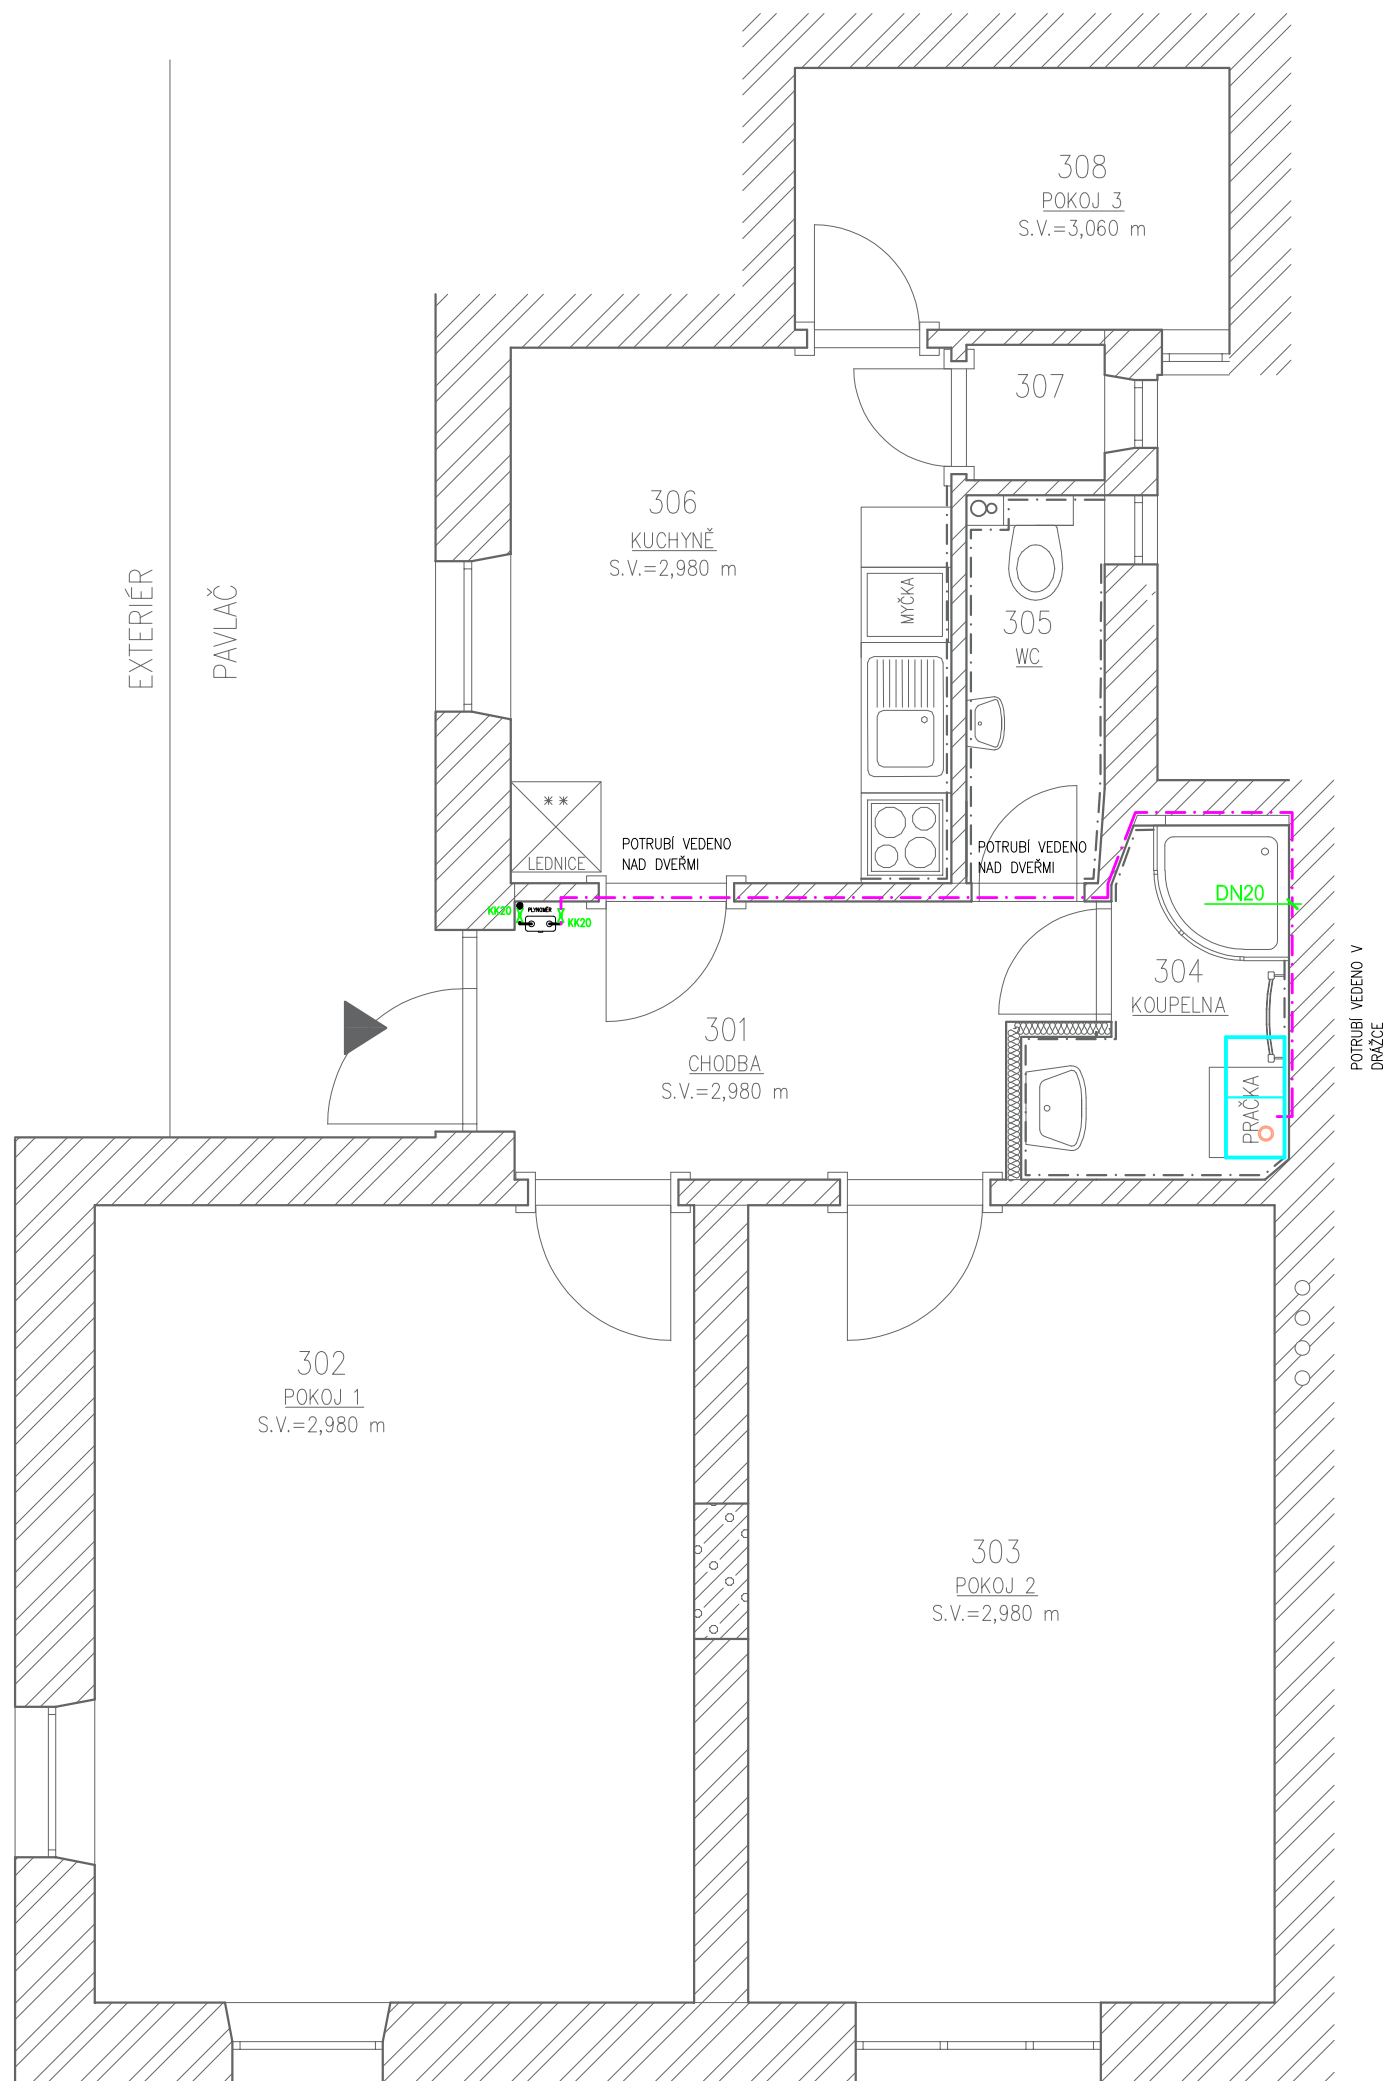 308
POKOJ 3
S.V.=3,060 m
307
306
KUCHYNĚ
S.V.=2,980 m
MYČKA
305
WC
EXTERIÉR
PAVLAČ
LEDNICE
POTRUBÍ VEDENO
NAD DVEŘMI
POTRUBÍ VEDENO
NAD DVEŘMI
KK20
PLYNOMĚR
KK20
DN20
304
KOUPELNA
POTRUBÍ VEDENO V
DRÁŽCE
301
CHODBA
S.V.=2,980 m
PRAČKA
302
POKOJ 1
S.V.=2,980 m
303
POKOJ 2
S.V.=2,980 m